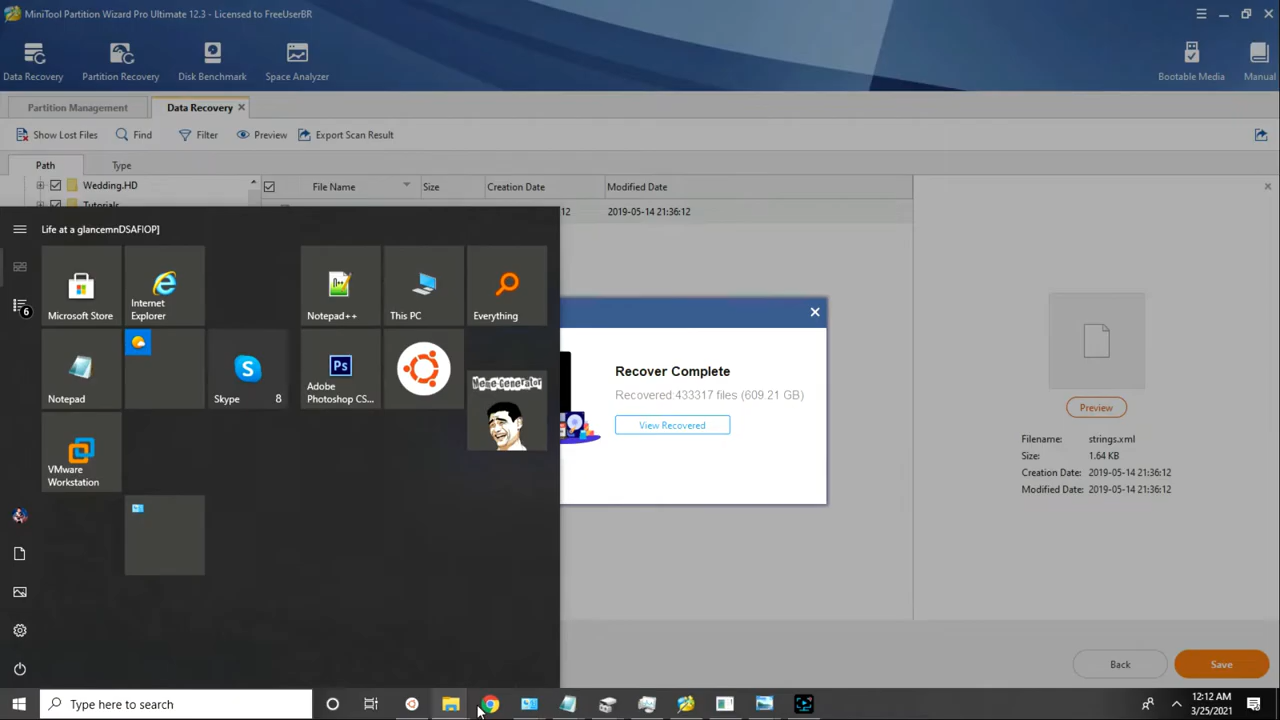 MiniTool Partition Wizard Pro Ultimate 12.3 - Licensed to FreeUserBR
Data Recovery
Partition Recovery
Disk Benchmark
Space Analyzer
Bootable Media
Manual
Partition Management
Data Recovery
Show Lost Files
Find
Filter
Preview
Export Scan Result
Path
Type
Wedding.HD
File Name
Size
Creation Date
Modified Date
Tutorials
12
2019-05-14 21:36:12
Life at a glancemnDSAFIOP]
Microsoft Store
Internet
Explorer
Notepad++
This PC
Everything
6
Notepad
Skype
8
Ps
Adobe
Photoshop CS...
Meme Generator
VMware
Workstation
Recover Complete
Recovered 433317 files (609.21 GB)
View Recovered
Preview
Filename: strings.xml
Size: 1.64 KB
Creation Date: 2019-05-14 21:36:12
Modified Date: 2019-05-14 21:36:12
Back
Save
Type here to search
12:12 AM
3/25/2021